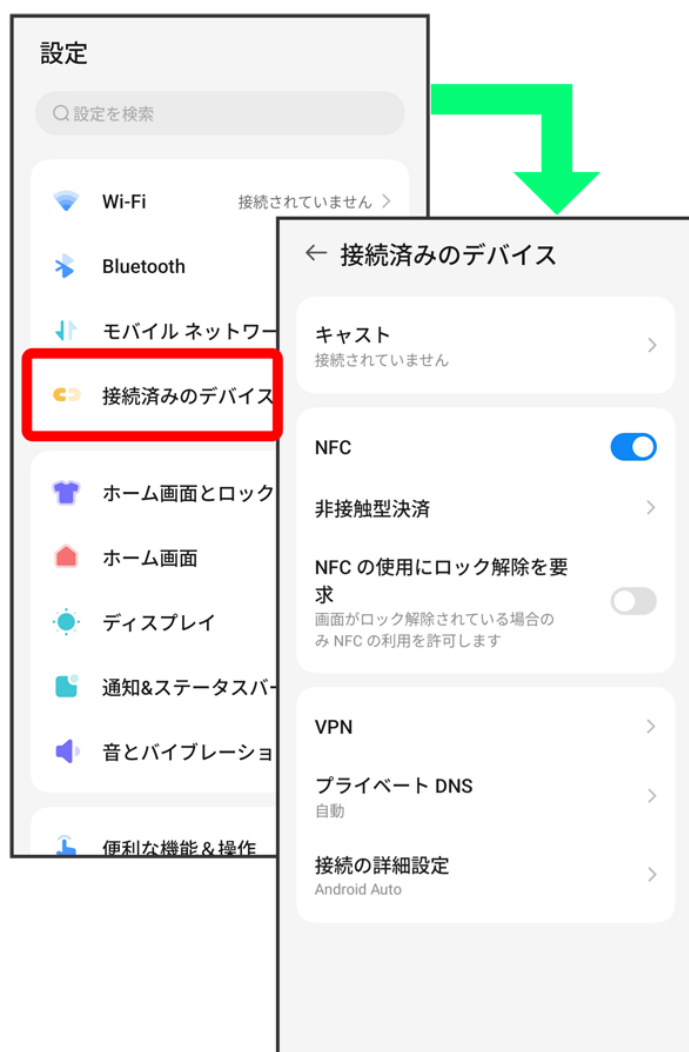 設定
設定を検索
Wi-Fi 接続されていません
Bluetooth
モバイル ネットワー
接続済みのデバイス
ホーム画面とロック
ホーム画面
ディスプレイ
通知&ステータスバー
音とバイブレーショ
便利な機能&操作
接続済みのデバイス
キャスト
接続されていません
NFC
非接触型決済
NFC の使用にロック解除を要
求
画面がロック解除されている場合の
み NFC の利用を許可します
VPN
プライベート DNS
自動
接続の詳細設定
Android Auto